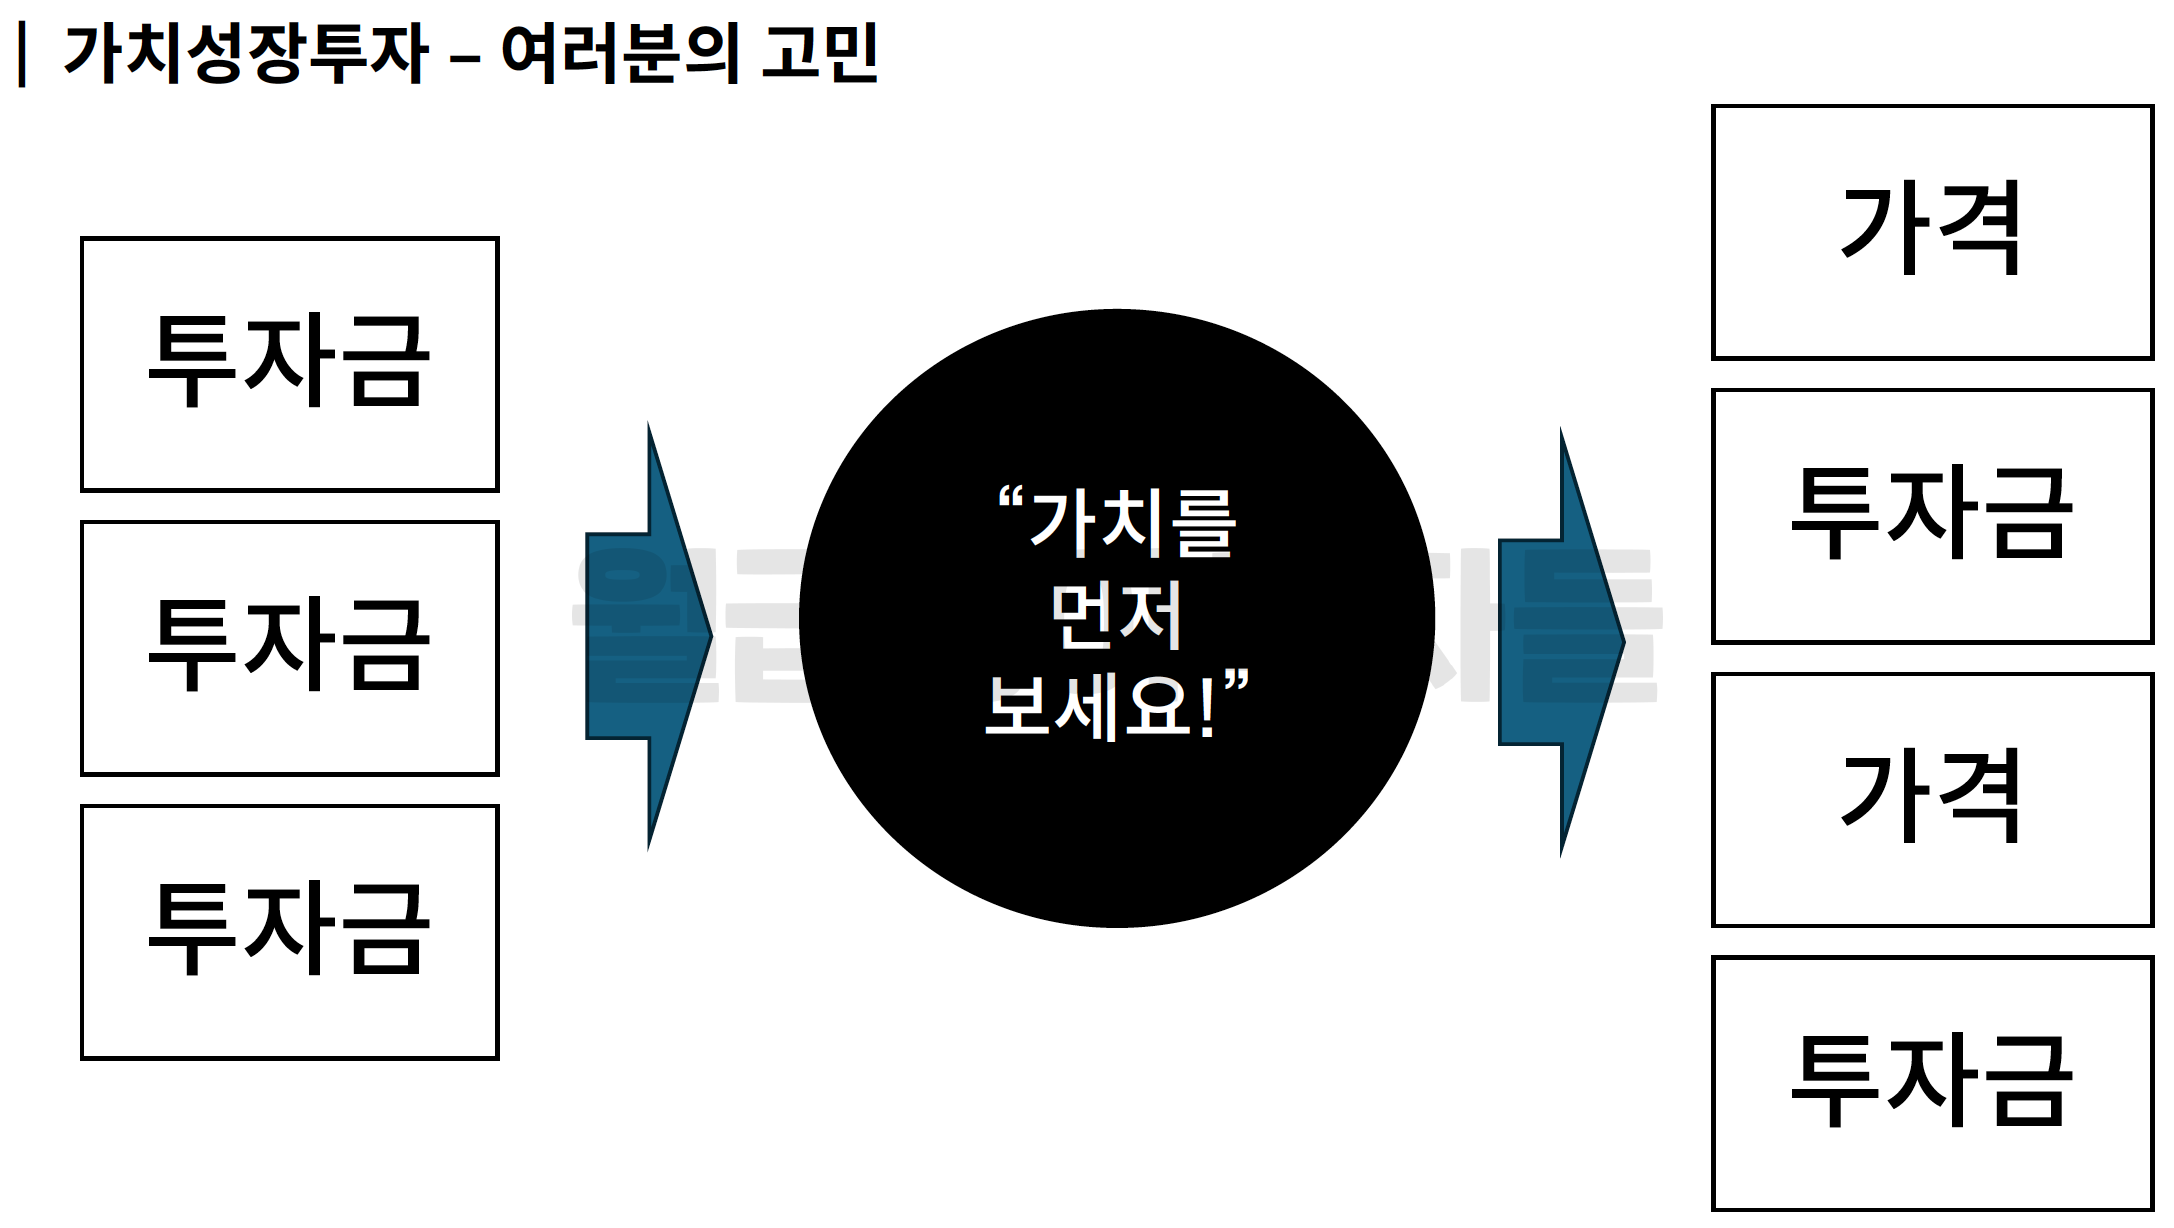 | 가치성장투자 – 여러분의 고민
투자금
투자금
투자금
“가치를
먼저
보세요!”
가격
투자금
가격
투자금